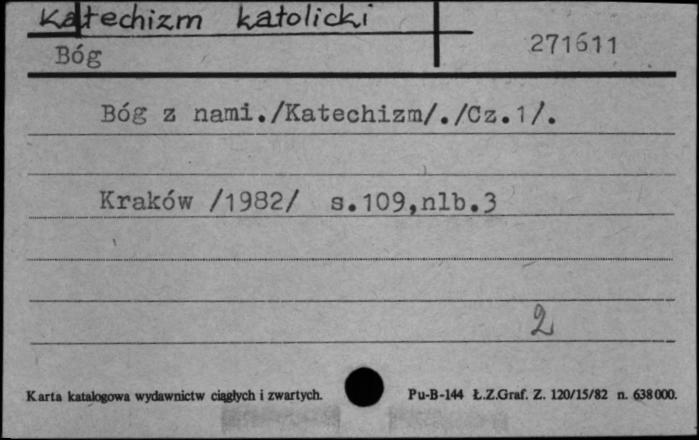 Katechizm katolicki
Bóg 271611
Bóg z nami./Katechizm/./Cz.1/.
Kraków /1982/ s.109,nlb.3
2
Karta katalogowa wydawnictw ciągłych i zwartych. Pu-B-144 Ł.Z.Graf. Z. 120/15/82 n. 638000.